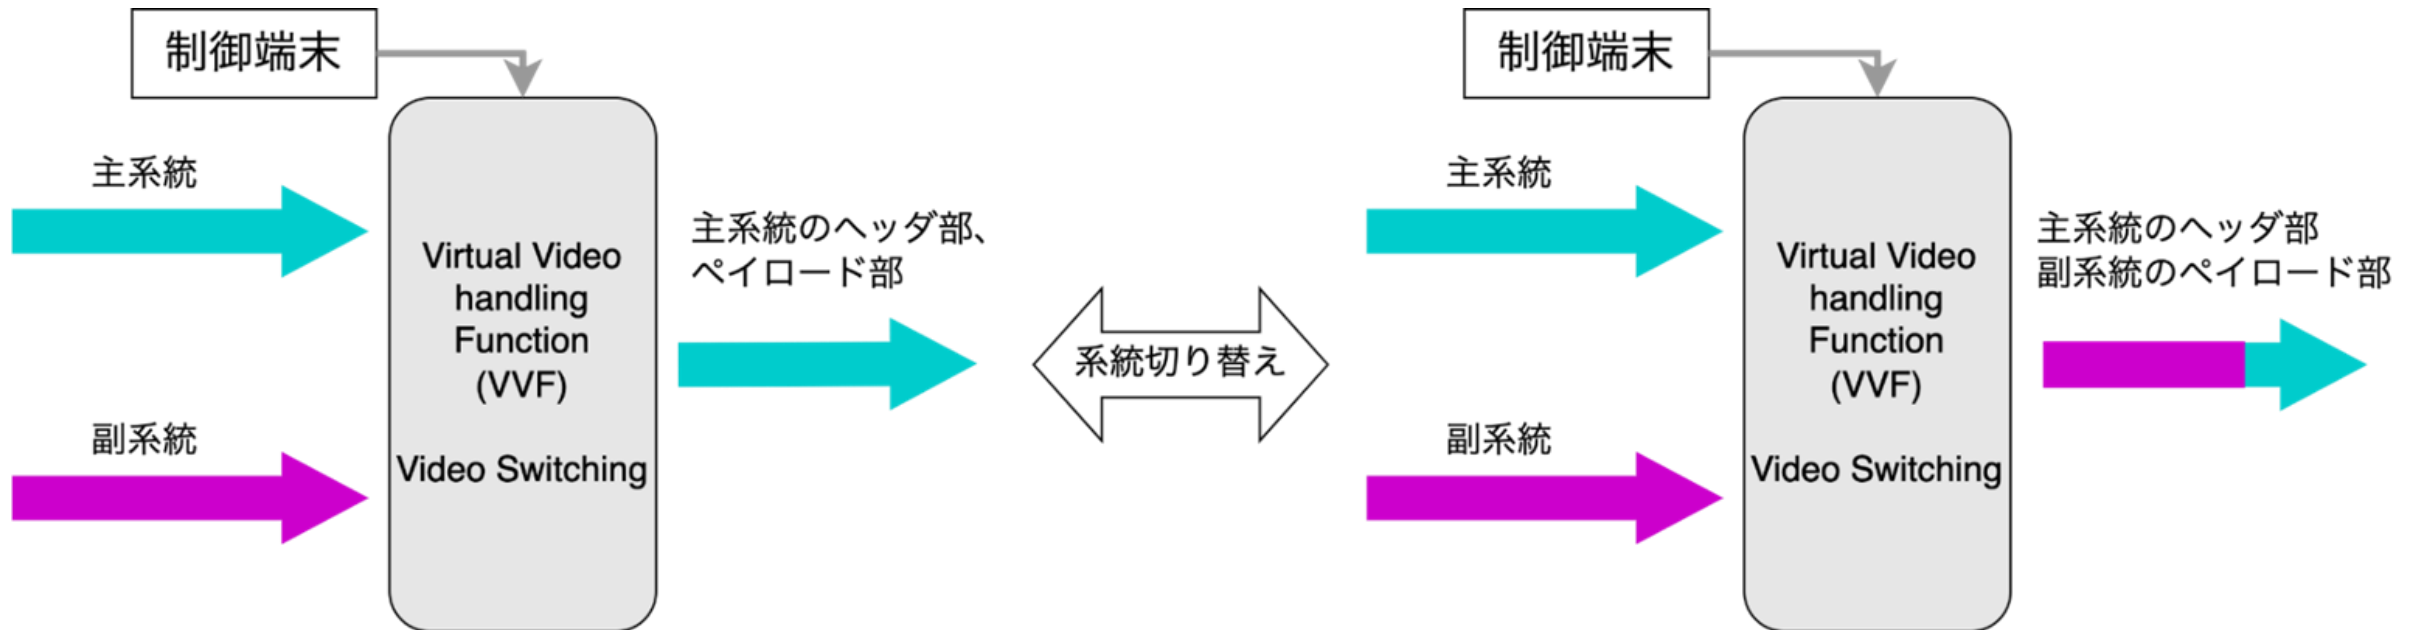 制御端末
主系統
副系統
Virtual Video
handling
Function
(VVF)
Video Switching
主系統のヘッダ部、
ペイロード部
系統切り替え
制御端末
主系統
副系統
Virtual Video
handling
Function
(VVF)
Video Switching
主系統のヘッダ部
副系統のペイロード部